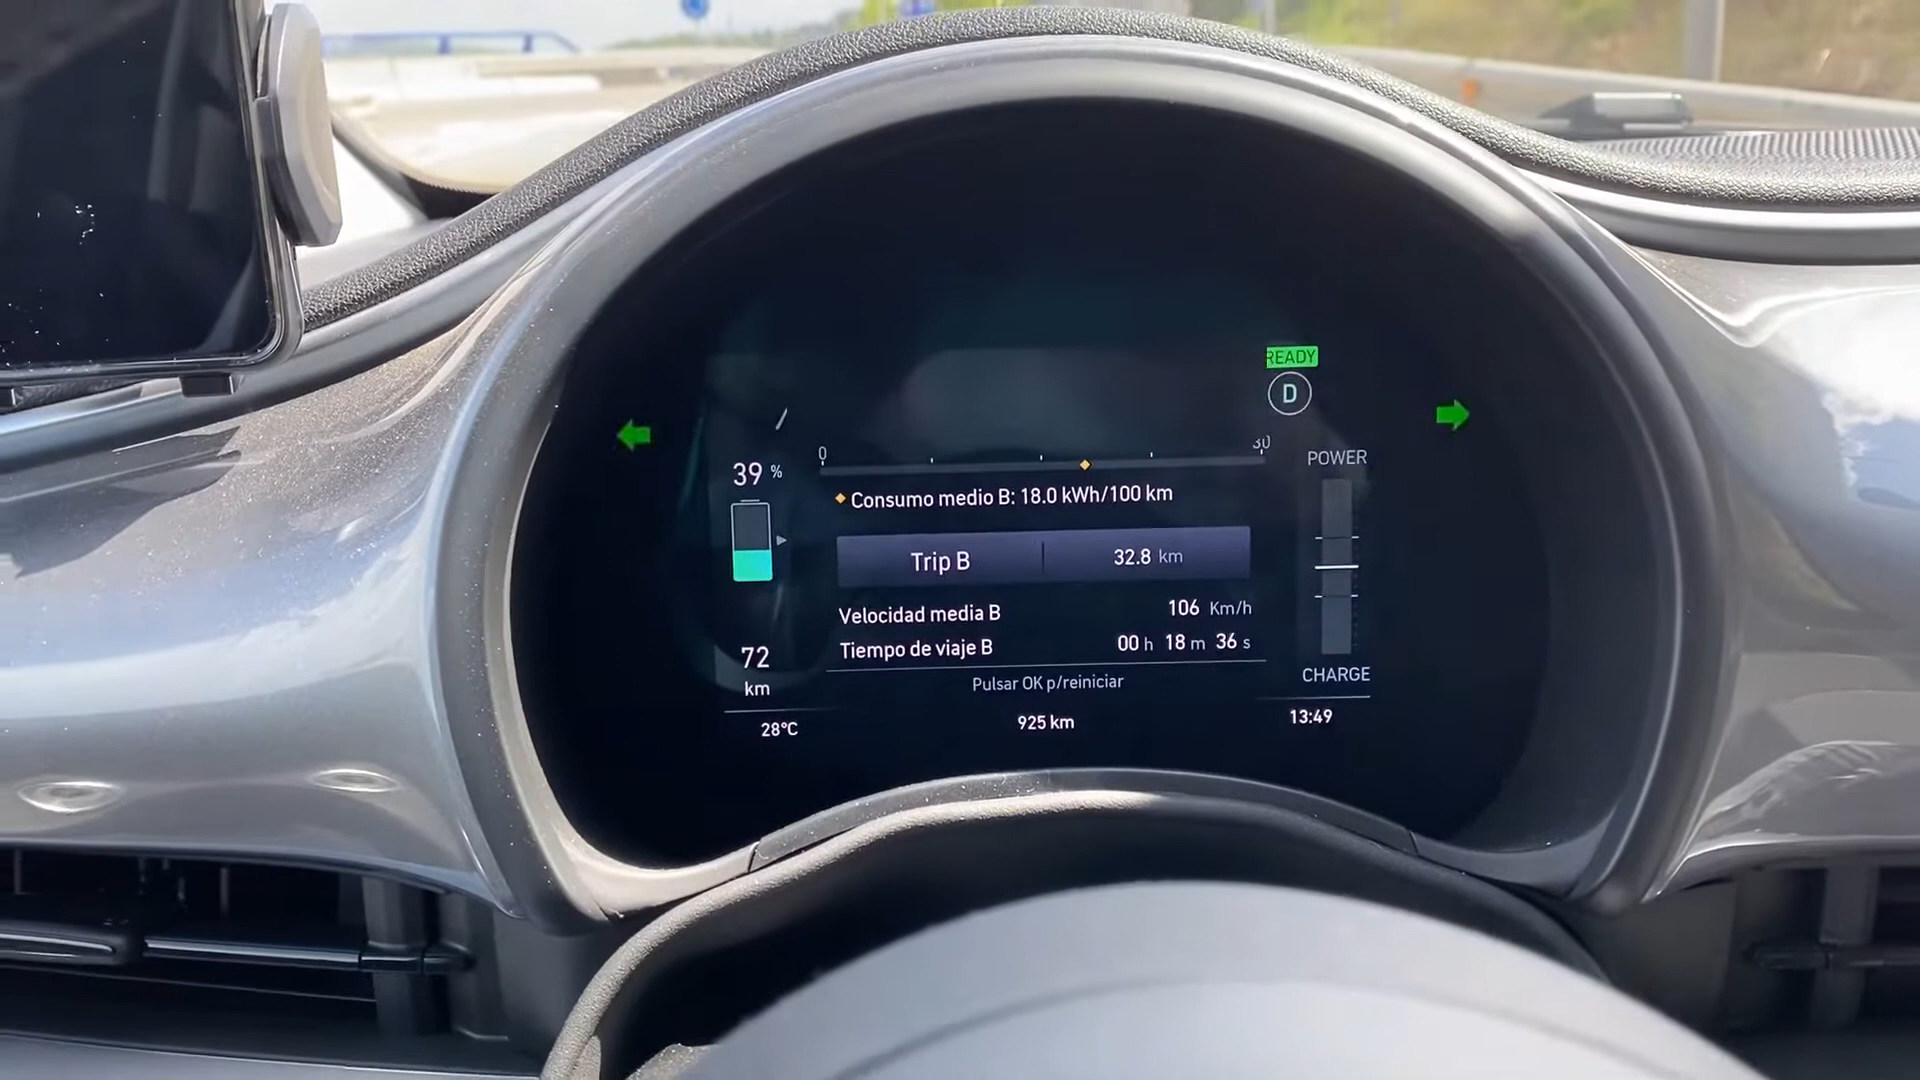 READY
D
0
30
POWER
39 %
Consumo medio B: 18.0 kWh/100 km
Trip B 32.8 km
Velocidad media B 106 Km/h
Tiempo de viaje B 00 h 18 m 36 s
72
km
CHARGE
Pulsar OK p/reiniciar
28°C 925 km 13:49